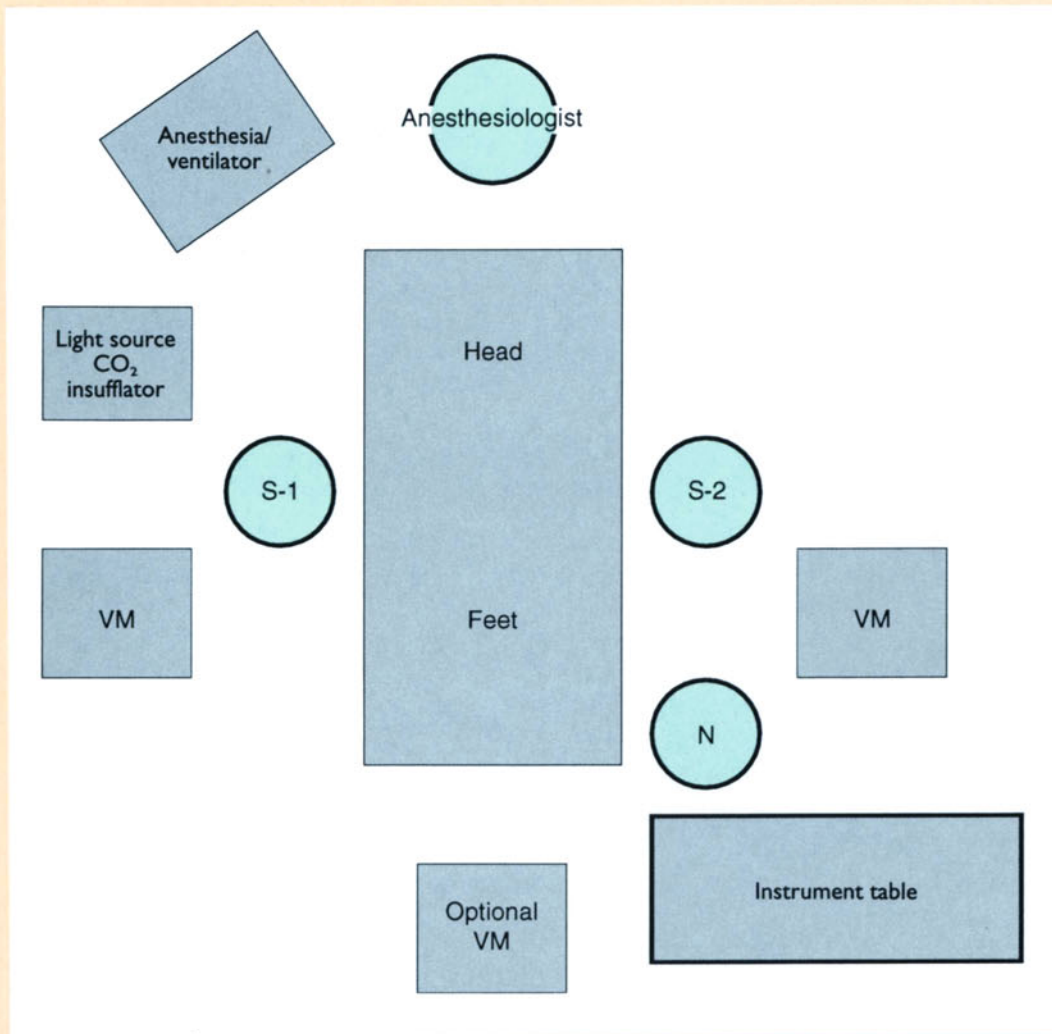 Anesthesia/
ventilator
Anesthesiologist
Light source
CO₂
insufflator
Head
S-1
S-2
VM
Feet
VM
N
Instrument table
Optional
VM